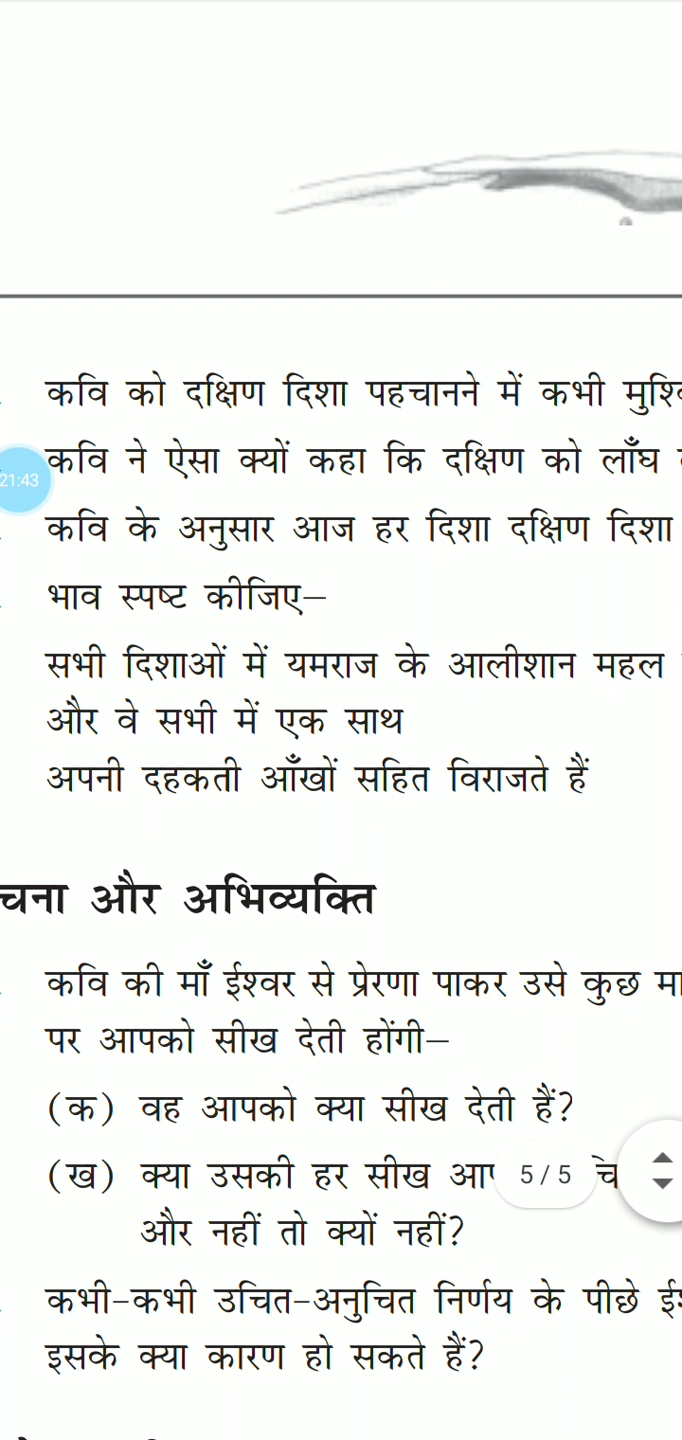 कवि को दक्षिण दिशा पहचानने में कभी
कवि ने ऐसा क्यों कहा कि दक्षिण को लाँघ
21:43
कवि के अनुसार आज हर दिशा दक्षिण दिशा
भाव स्पष्ट कीजिए–
सभी दिशाओं में यमराज के आलीशान महल
और वे सभी में एक साथ
अपनी दहकती आँखों सहित विराजते हैं
चना और अभिव्यक्ति
कवि की माँ ईश्वर से प्रेरणा पाकर उसे कुछ
पर आपको सीख देती होंगी–
(क) वह आपको क्या सीख देती हैं?
(ख) क्या उसकी हर सीख
5 / 5
और नहीं तो क्यों नहीं?
कभी-कभी उचित-अनुचित निर्णय के पीछे
इसके क्या कारण हो सकते हैं?